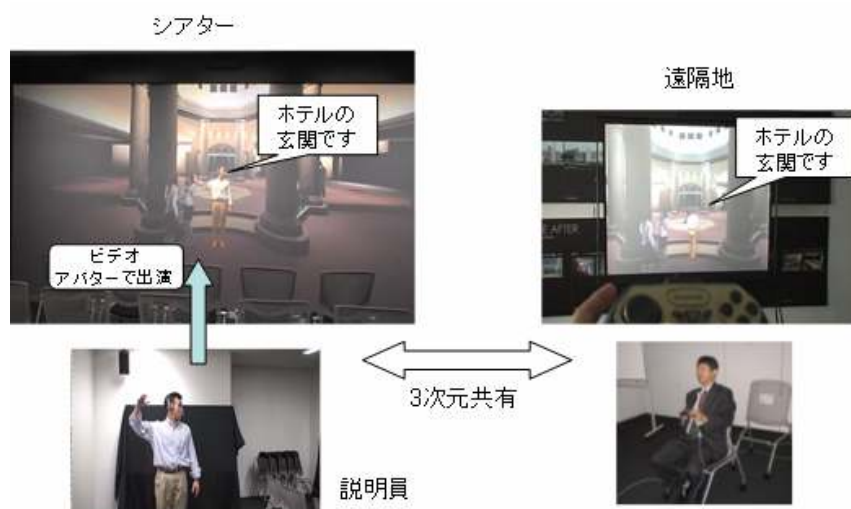 シアター
遠隔地
ホテルの
玄関です
ホテルの
玄関です
AFTER
ビデオ
アバターで出演
3次元共有
説明員